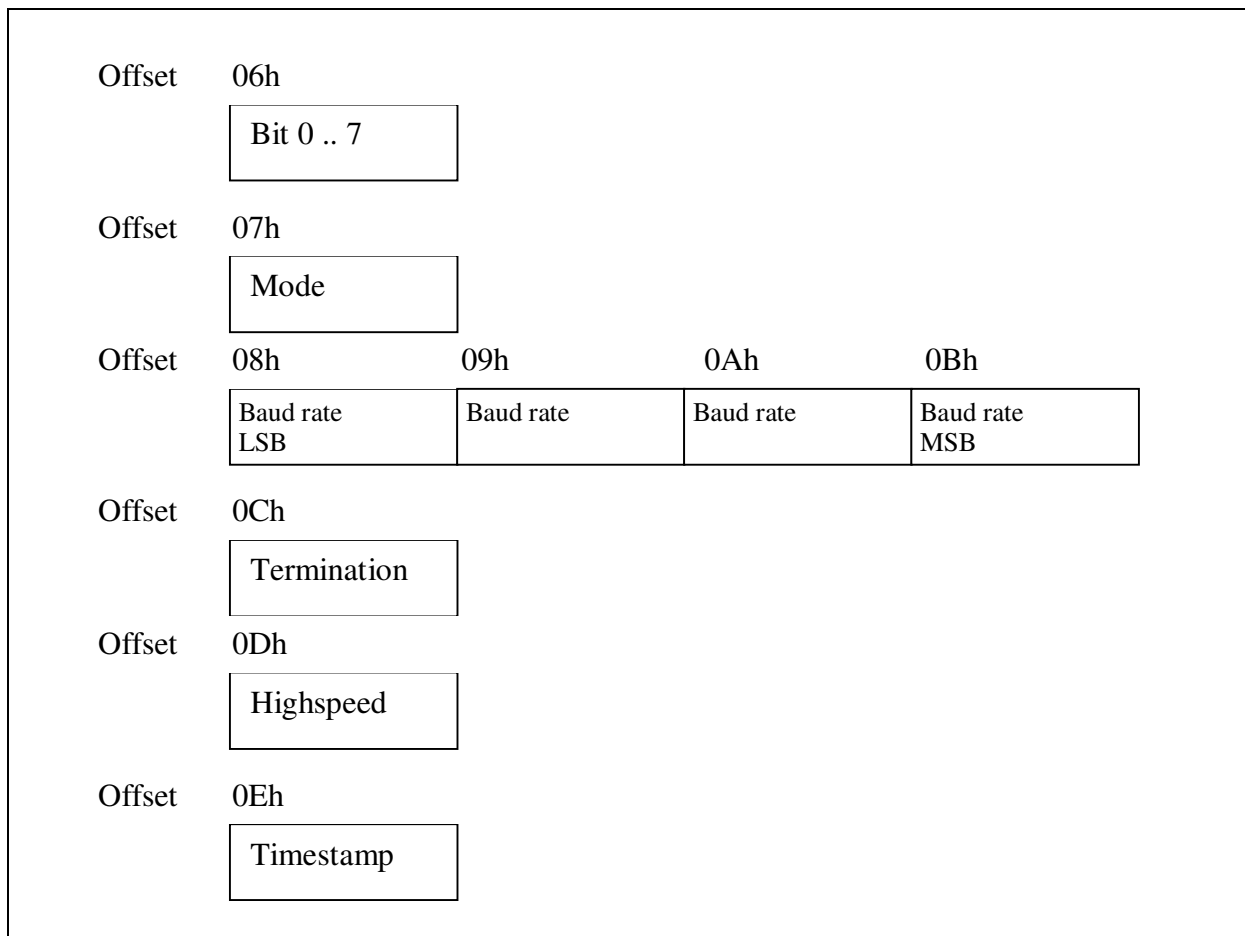 Offset 06h
Bit 0 .. 7
Offset 07h
Mode
Offset 08h 09h 0Ah 0Bh
Baud rate LSB Baud rate Baud rate Baud rate MSB
Offset 0Ch
Termination
Offset 0Dh
Highspeed
Offset 0Eh
Timestamp